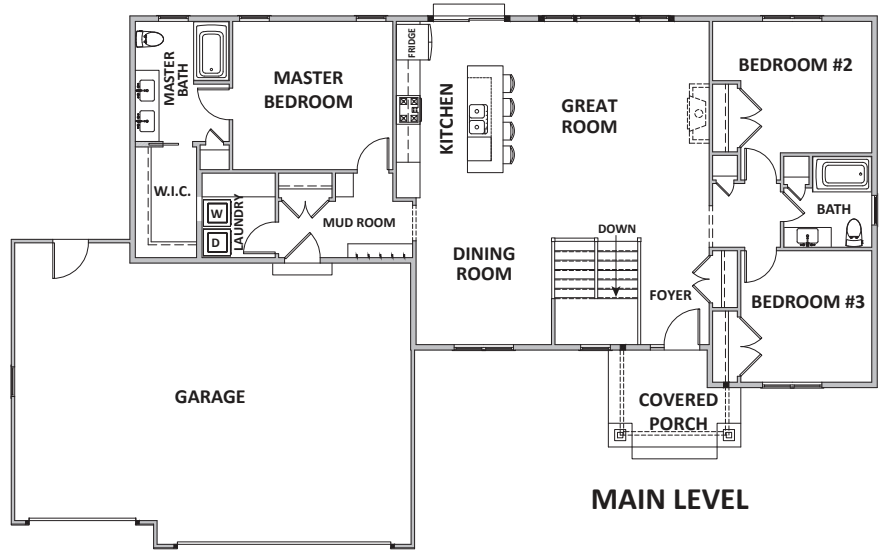 FRIDGE
MASTER
BATH
MASTER
BEDROOM
KITCHEN
GREAT
ROOM
BEDROOM #2
W.I.C.
W
D
LAUNDRY
MUD ROOM
BATH
DINING
ROOM
DOWN
FOYER
BEDROOM #3
GARAGE
COVERED
PORCH
MAIN LEVEL